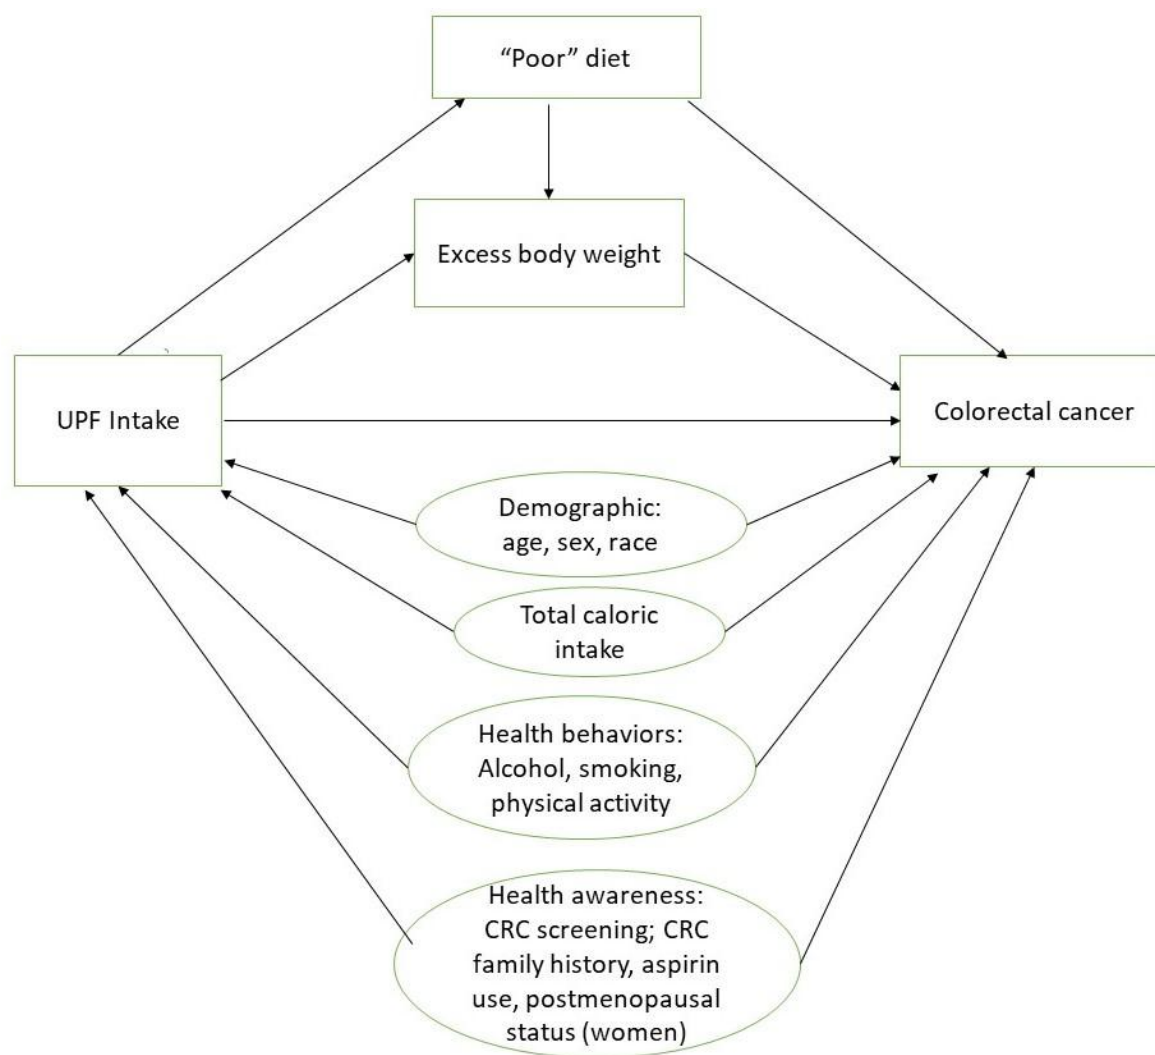 “Poor” diet
Excess body weight
UPF Intake
Colorectal cancer
Demographic:
age, sex, race
Total caloric
intake
Health behaviors:
Alcohol, smoking,
physical activity
Health awareness:
CRC screening; CRC
family history, aspirin
use, postmenopausal
status (women)